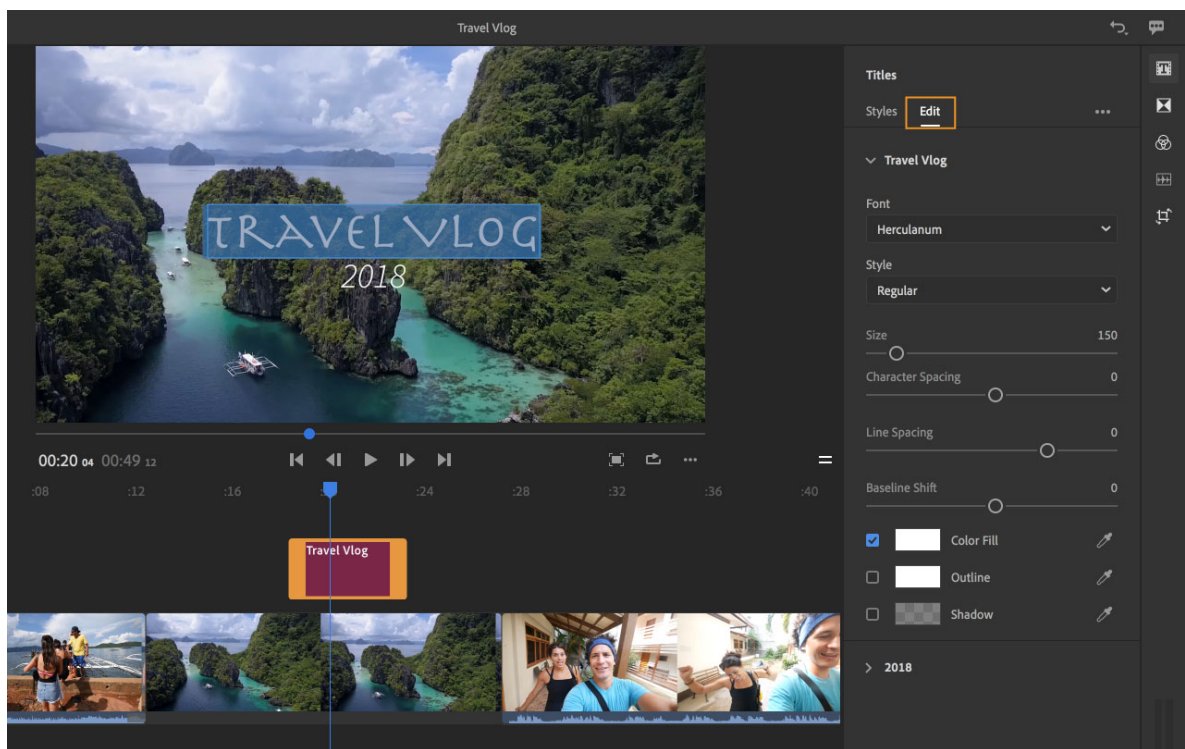 Travel Vlog
TRAVEL VLOG
2018
00:20 04 00:49 12
:08 :12 :16 :24 :28 :32 :36 :40
Travel Vlog
Titles
Styles Edit
Travel Vlog
Font
Herculanum
Style
Regular
Size 150
Character Spacing 0
Line Spacing 0
Baseline Shift 0
Color Fill
Outline
Shadow
2018